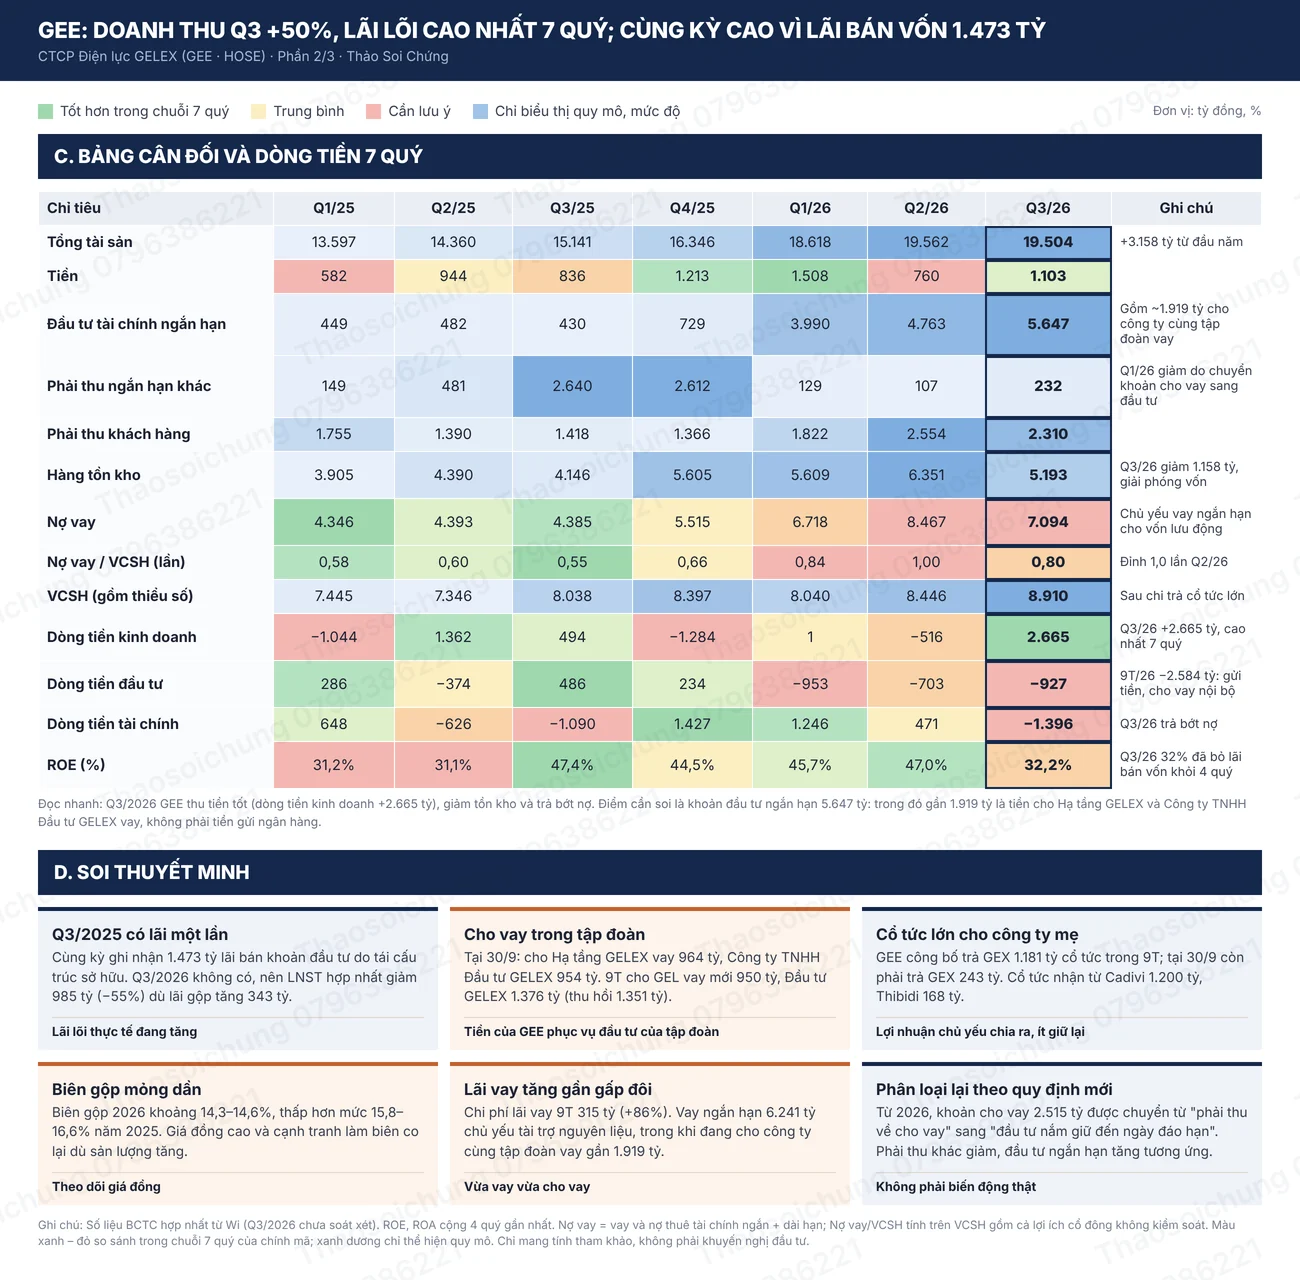 GEE: DOANH THU Q3 +50%, LÃI LÕI CAO NHẤT 7 QUÝ; CÙNG KỲ CAO VÌ LÃI BÁN VỐN 1.473 TỶ
CTCP Điện lực GELEX (GEE · HOSE) · Phần 2/3 · Thảo Soi Chứng
Tốt hơn trong chuỗi 7 quý Trung bình Cần lưu ý Chỉ biểu thị quy mô, mức độ Đơn vị: tỷ đồng, %
C. BẢNG CÂN ĐỐI VÀ DÒNG TIỀN 7 QUÝ
Chỉ tiêu Q1/25 Q2/25 Q3/25 Q4/25 Q1/26 Q2/26 Q3/26 Ghi chú
Tổng tài sản 13.597 14.360 15.141 16.346 18.618 19.562 19.504 +3.158 tỷ từ đầu năm
Tiền 582 944 836 1.213 1.508 760 1.103
Đầu tư tài chính ngắn hạn 449 482 430 729 3.990 4.763 5.647 Gồm ~1.919 tỷ cho
công ty cùng tập
đoàn vay
Phải thu ngắn hạn khác 149 481 2.640 2.612 129 107 232 Q1/26 giảm do chuyển
khoản cho vay sang
đầu tư
Phải thu khách hàng 1.755 1.390 1.418 1.366 1.822 2.554 2.310
Hàng tồn kho 3.905 4.390 4.146 5.605 5.609 6.351 5.193 Q3/26 giảm 1.158 tỷ,
giải phóng vốn
Nợ vay 4.346 4.393 4.385 5.515 6.718 8.467 7.094 Chủ yếu vay ngắn hạn
cho vốn lưu động
Nợ vay / VCSH (lần) 0,58 0,60 0,55 0,66 0,84 1,00 0,80 Đỉnh 1,0 lần Q2/26
VCSH (gồm thiểu số) 7.445 7.346 8.038 8.397 8.040 8.446 8.910 Sau chi trả cổ tức lớn
Dòng tiền kinh doanh −1.044 1.362 494 −1.284 1 −516 2.665 Q3/26 +2.665 tỷ, cao
nhất 7 quý
Dòng tiền đầu tư 286 −374 486 234 −953 −703 −927 9T/26 −2.584 tỷ: gửi
tiền, cho vay nội bộ
Dòng tiền tài chính 648 −626 −1.090 1.427 1.246 471 −1.396 Q3/26 trả bớt nợ
ROE (%) 31,2% 31,1% 47,4% 44,5% 45,7% 47,0% 32,2% Q3/26 32% đã bỏ lãi
bán vốn khỏi 4 quý
Đọc nhanh: Q3/2026 GEE thu tiền tốt (dòng tiền kinh doanh +2.665 tỷ), giảm tồn kho và trả bớt nợ. Điểm cần soi là khoản đầu tư ngắn hạn 5.647 tỷ: trong đó gần 1.919 tỷ là tiền cho Hạ tầng GELEX và Công ty TNHH
Đầu tư GELEX vay, không phải tiền gửi ngân hàng.
D. SOI THUYẾT MINH
Q3/2025 có lãi một lần
Cùng kỳ ghi nhận 1.473 tỷ lãi bán khoản đầu tư do tái cấu
trúc sở hữu. Q3/2026 không có, nên LNST hợp nhất giảm
985 tỷ (−55%) dù lãi gộp tăng 343 tỷ.
Lãi lõi thực tế đang tăng
Cho vay trong tập đoàn
Tại 30/9: cho Hạ tầng GELEX vay 964 tỷ, Công ty TNHH
Đầu tư GELEX 954 tỷ. 9T cho GEL vay mới 950 tỷ, Đầu tư
GELEX 1.376 tỷ (thu hồi 1.351 tỷ).
Tiền của GEE phục vụ đầu tư của tập đoàn
Cổ tức lớn cho công ty mẹ
GEE công bố trả GEX 1.181 tỷ cổ tức trong 9T; tại 30/9 còn
phải trả GEX 243 tỷ. Cổ tức nhận từ Cadivi 1.200 tỷ,
Thibidi 168 tỷ.
Lợi nhuận chủ yếu chia ra, ít giữ lại
Biên gộp mỏng dần
Biên gộp 2026 khoảng 14,3–14,6%, thấp hơn mức 15,8–
16,6% năm 2025. Giá đồng cao và cạnh tranh làm biên co
lại dù sản lượng tăng.
Theo dõi giá đồng
Lãi vay tăng gần gấp đôi
Chi phí lãi vay 9T 315 tỷ (+86%). Vay ngắn hạn 6.241 tỷ
chủ yếu tài trợ nguyên liệu, trong khi đang cho công ty
cùng tập đoàn vay gần 1.919 tỷ.
Vừa vay vừa cho vay
Phân loại lại theo quy định mới
Từ 2026, khoản cho vay 2.515 tỷ được chuyển từ "phải thu
về cho vay" sang "đầu tư nắm giữ đến ngày đáo hạn".
Phải thu khác giảm, đầu tư ngắn hạn tăng tương ứng.
Không phải biến động thật
Ghi chú: Số liệu BCTC hợp nhất từ Wi (Q3/2026 chưa soát xét). ROE, ROA cộng 4 quý gần nhất. Nợ vay = vay và nợ thuê tài chính ngắn + dài hạn; Nợ vay/VCSH tính trên VCSH gồm cả lợi ích cổ đông không kiểm soát. Màu
xanh – đỏ so sánh trong chuỗi 7 quý của chính mã; xanh dương chỉ thể hiện quy mô. Chỉ mang tính tham khảo, không phải khuyến nghị đầu tư.
Thaosoichung 0796386221